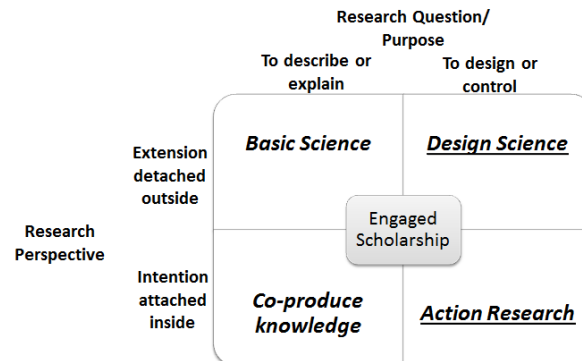 Research Question/
Purpose
To describe or
explain
To design or
control
Extension
detached
outside
Basic Science
Design Science
Research
Perspective
Engaged
Scholarship
Intention
attached
inside
Co-produce
knowledge
Action Research